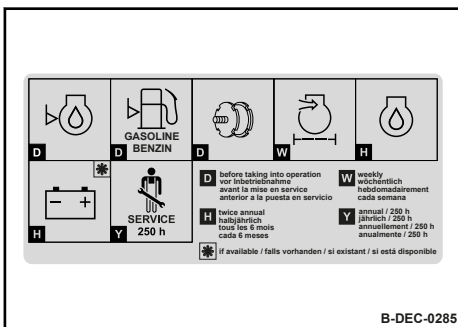 D
GASOLINE
BENZIN
D
D
W
H
H
SERVICE
250 h
Y
D before taking into operation
vor Inbetriebnahme
avant la mise en service
anterior a la puesta en servicio
W weekly
wöchentlich
hebdomadairement
cada semana
H twice annual
halbjährlich
tous les 6 mois
cada 6 meses
Y annual / 250 h
jährlich / 250 h
annuellement / 250 h
anualmente / 250 h
if available / falls vorhanden / si existant / si está disponible
B-DEC-0285